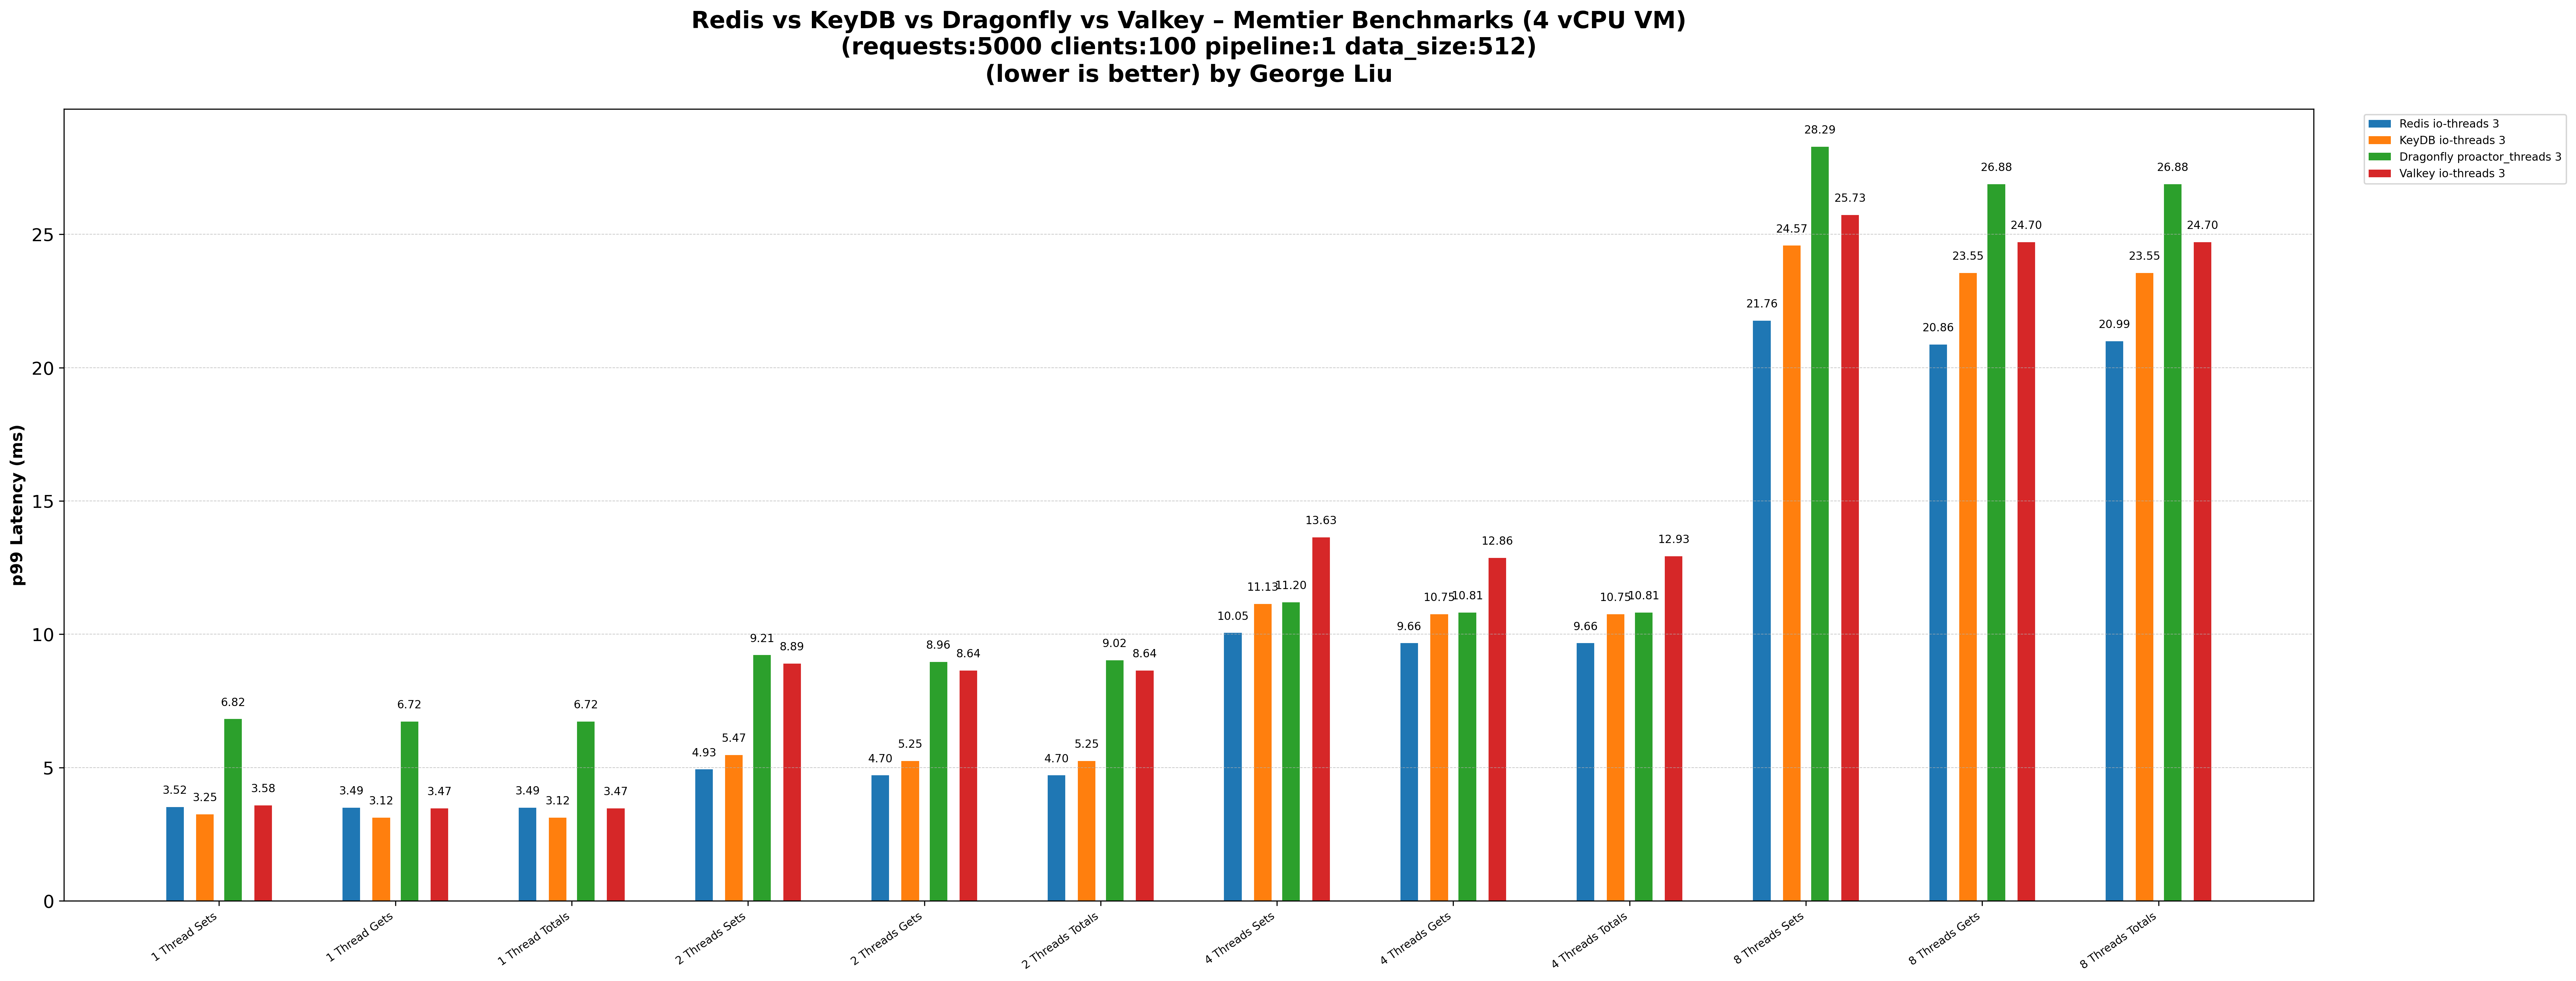 Redis vs KeyDB vs Dragonfly vs Valkey – Memtier Benchmarks (4 vCPU VM)
(requests:5000 clients:100 pipeline:1 data_size:512)
(lower is better) by George Liu
Redis io-threads 3
KeyDB io-threads 3
Dragonfly proactor_threads 3
Valkey io-threads 3
p99 Latency (ms)
25
20
15
10
5
0
3.52 3.25 6.82 3.58
3.49 3.12 6.72 3.47
3.49 3.12 6.72 3.47
4.93 5.47 9.21 8.89
4.70 5.25 8.96 8.64
4.70 5.25 9.02 8.64
10.05 11.13 11.20 13.63
9.66 10.75 10.81 12.86
9.66 10.75 10.81 12.93
21.76 24.57 28.29 25.73
20.86 23.55 26.88 24.70
20.99 23.55 26.88 24.70
1 Thread Sets
1 Thread Gets
1 Thread Totals
2 Threads Sets
2 Threads Gets
2 Threads Totals
4 Threads Sets
4 Threads Gets
4 Threads Totals
8 Threads Sets
8 Threads Gets
8 Threads Totals